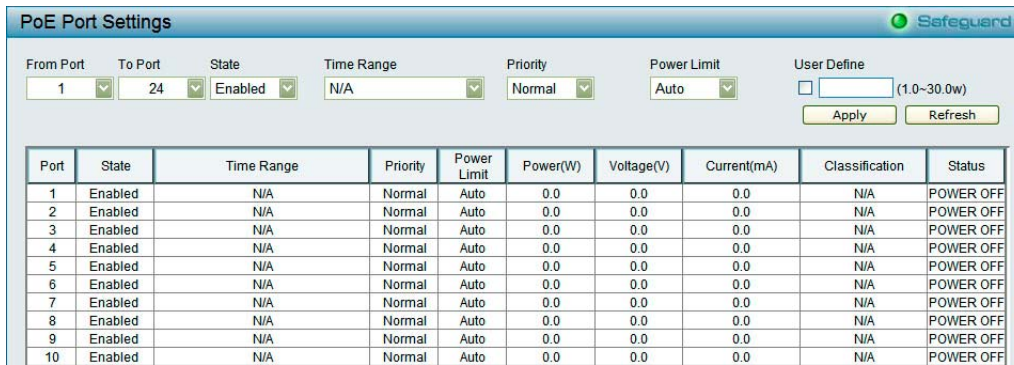 PoE Port Settings
Safeguard
From Port To Port State Time Range Priority Power Limit User Define
1 24 Enabled N/A Normal Auto (1.0~30.0w)
Apply Refresh
Port State Time Range Priority Power Limit Power(W) Voltage(V) Current(mA) Classification Status
1 Enabled N/A Normal Auto 0.0 0.0 0.0 N/A POWER OFF
2 Enabled N/A Normal Auto 0.0 0.0 0.0 N/A POWER OFF
3 Enabled N/A Normal Auto 0.0 0.0 0.0 N/A POWER OFF
4 Enabled N/A Normal Auto 0.0 0.0 0.0 N/A POWER OFF
5 Enabled N/A Normal Auto 0.0 0.0 0.0 N/A POWER OFF
6 Enabled N/A Normal Auto 0.0 0.0 0.0 N/A POWER OFF
7 Enabled N/A Normal Auto 0.0 0.0 0.0 N/A POWER OFF
8 Enabled N/A Normal Auto 0.0 0.0 0.0 N/A POWER OFF
9 Enabled N/A Normal Auto 0.0 0.0 0.0 N/A POWER OFF
10 Enabled N/A Normal Auto 0.0 0.0 0.0 N/A POWER OFF